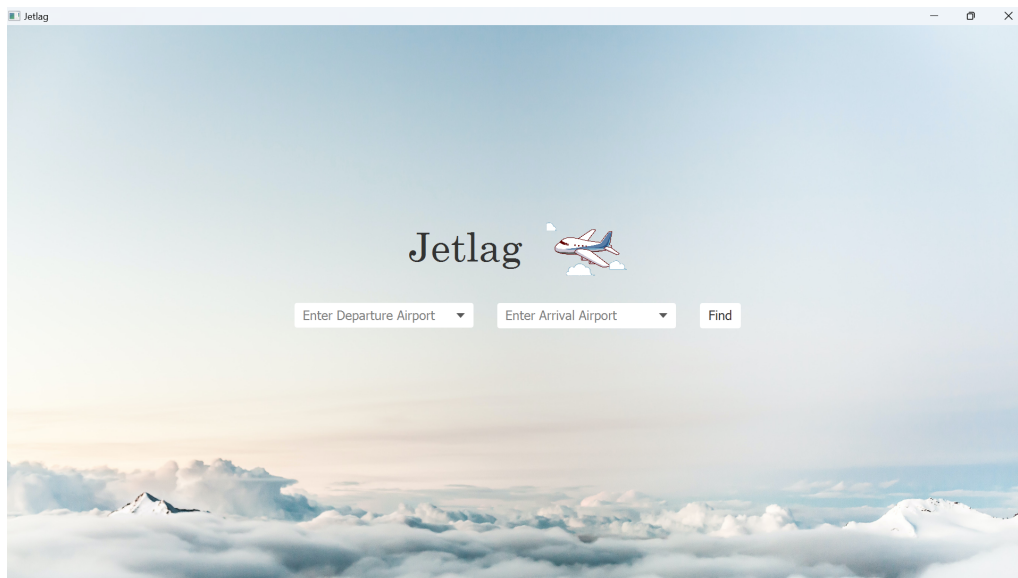 Jetlag
Jetlag
Enter Departure Airport
Enter Arrival Airport
Find